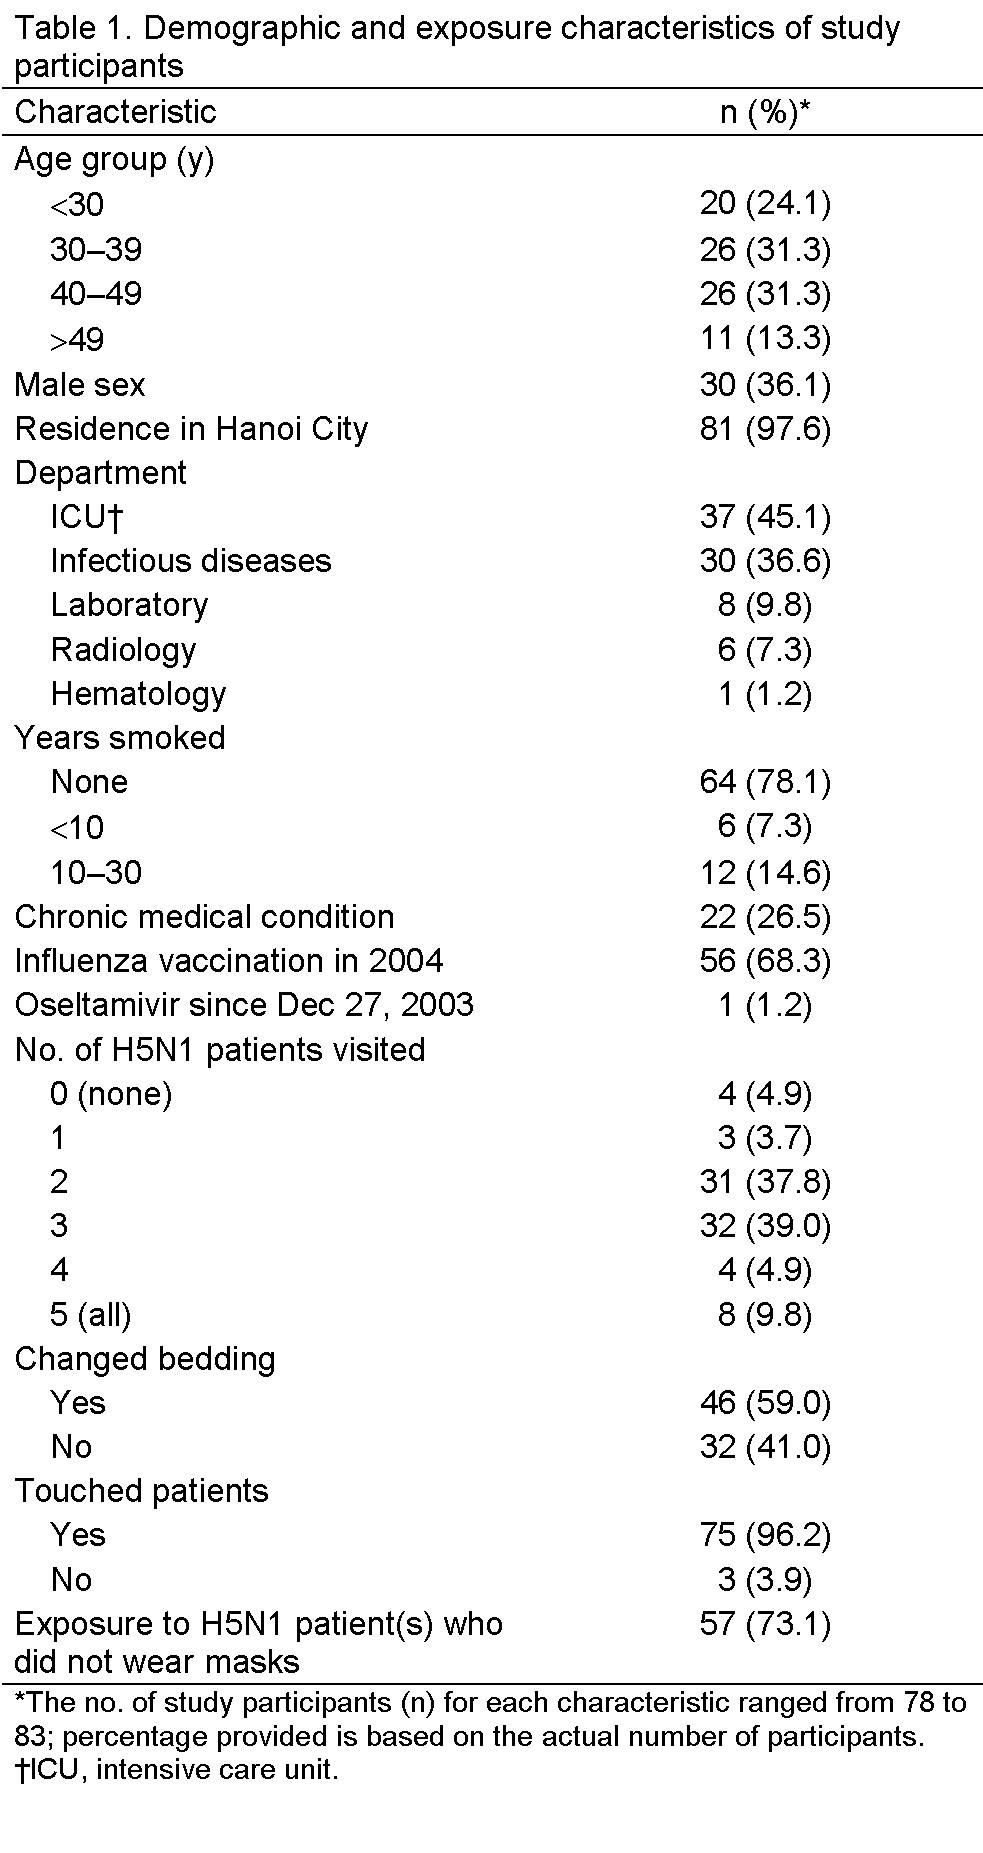 Table 1. Demographic and exposure characteristics of study
participants
Characteristic n (%)*
Age group (y)
<30 20 (24.1)
30–39 26 (31.3)
40–49 26 (31.3)
>49 11 (13.3)
Male sex 30 (36.1)
Residence in Hanoi City 81 (97.6)
Department
ICU† 37 (45.1)
Infectious diseases 30 (36.6)
Laboratory 8 (9.8)
Radiology 6 (7.3)
Hematology 1 (1.2)
Years smoked
None 64 (78.1)
<10 6 (7.3)
10–30 12 (14.6)
Chronic medical condition 22 (26.5)
Influenza vaccination in 2004 56 (68.3)
Oseltamivir since Dec 27, 2003 1 (1.2)
No. of H5N1 patients visited
0 (none) 4 (4.9)
1 3 (3.7)
2 31 (37.8)
3 32 (39.0)
4 4 (4.9)
5 (all) 8 (9.8)
Changed bedding
Yes 46 (59.0)
No 32 (41.0)
Touched patients
Yes 75 (96.2)
No 3 (3.9)
Exposure to H5N1 patient(s) who 57 (73.1)
did not wear masks
*The no. of study participants (n) for each characteristic ranged from 78 to
83; percentage provided is based on the actual number of participants.
†ICU, intensive care unit.